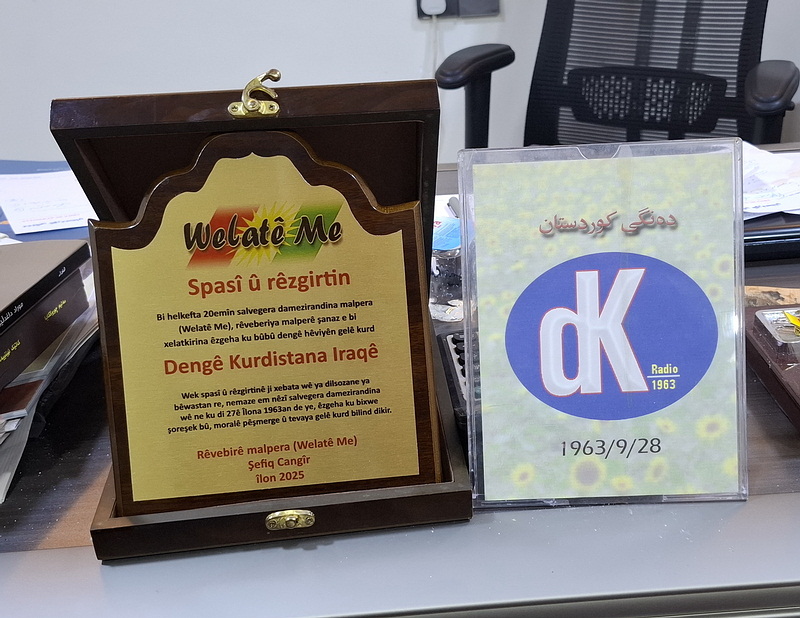 Welatê Me
Spasî û rêzgirtin
Bi helkefta 20emîn salvegera damezirandina malpera
(Welatê Me), rêveberiya malperê şanaz e bi
xelatkirina êzgeha ku bûbû dengê hêviyên gelê kurd
Dengê Kurdistana Iraqê
Wek spasî û rêzgirtinê ji xebata wê ya dilsozane ya
bêwastan re, nemaze em nêzî salvegera damezirandina
wê ne ku di 27ê Îlona 1963an de ye, êzgeha ku bixwe
şoreşek bû, moralê pêşmerge û tevaya gelê kurd bilind dikir.
Rêvebirê malpera (Welatê Me)
Şefiq Cangîr
îlon 2025
دەنگی کوردستان
dK
Radio
1963
1963/9/28